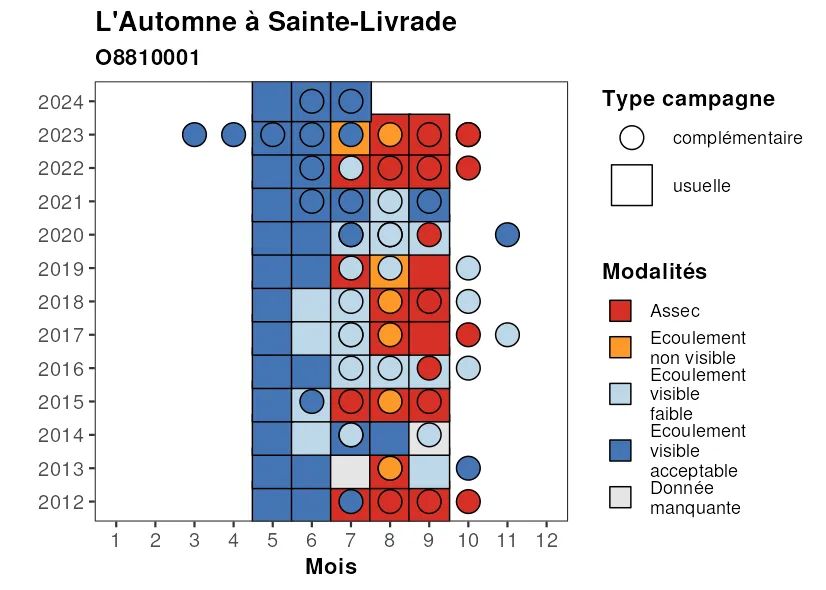 L'Automne à Sainte-Livrade
O8810001
2024
2023
2022
2021
2020
2019
2018
2017
2016
2015
2014
2013
2012
1 2 3 4 5 6 7 8 9 10 11 12
Mois
Type campagne
complémentaire
usuelle
Modalités
Assec
Ecoulement
non visible
Ecoulement
visible
faible
Ecoulement
visible
acceptable
Donnée
manquante